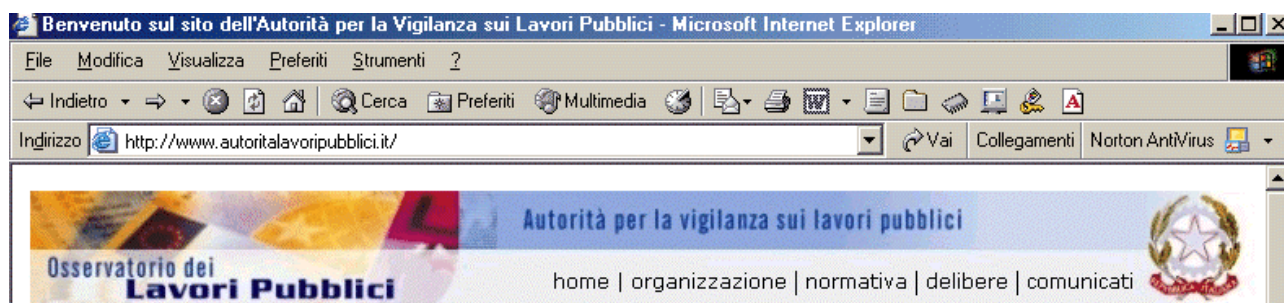 Benvenuto sul sito dell'Autorità per la Vigilanza sui Lavori Pubblici - Microsoft Internet Explorer
File Modifica Visualizza Preferiti Strumenti ?
Indietro Cerca Preferiti Multimedia
Indirizzo http://www.autoritalavoripubblici.it/ Vai Collegamenti Norton AntiVirus
Autorità per la vigilanza sui lavori pubblici
Osservatorio dei
Lavori Pubblici
home | organizzazione | normativa | delibere | comunicati